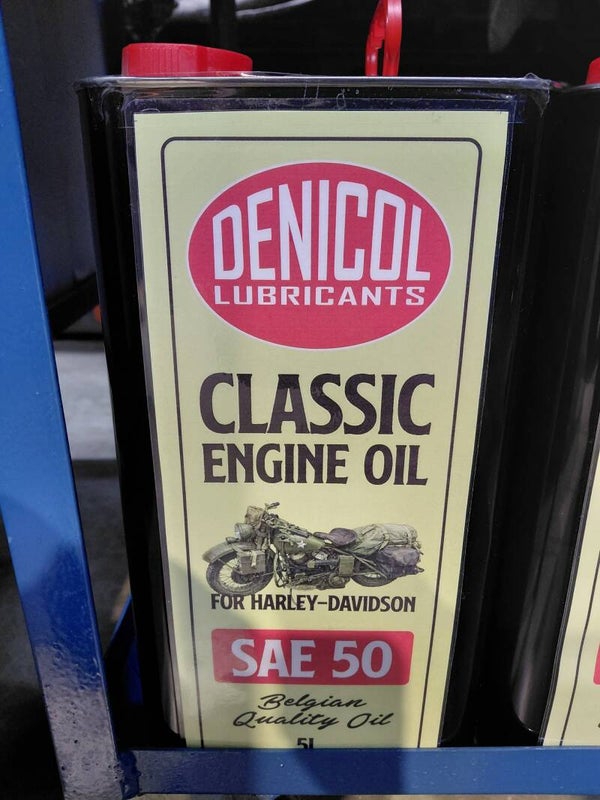 DENICOL
LUBRICANTS
CLASSIC
ENGINE OIL
FOR HARLEY-DAVIDSON
SAE 50
Belgian
Quality Oil
5L